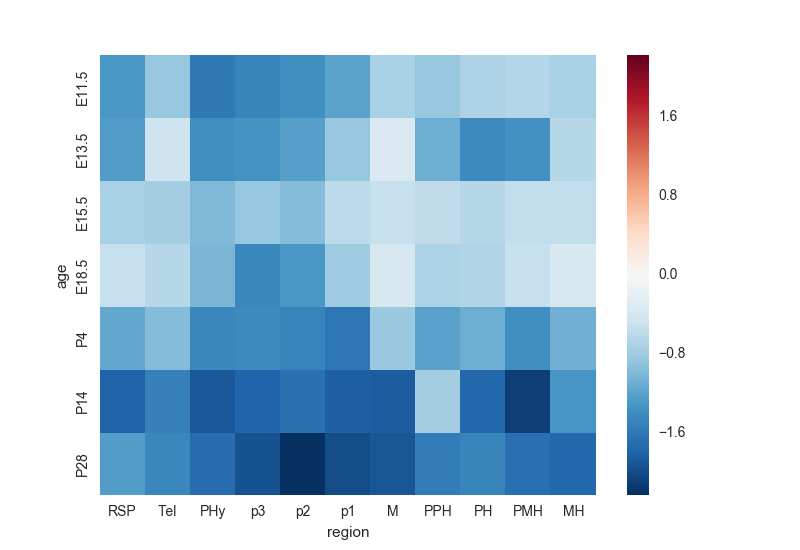 E11.5
E13.5
E15.5
E18.5
P4
P14
P28
age
RSP Tel PHy p3 p2 p1 M PPH PH PMH MH
region
1.6
0.8
0.0
−0.8
−1.6